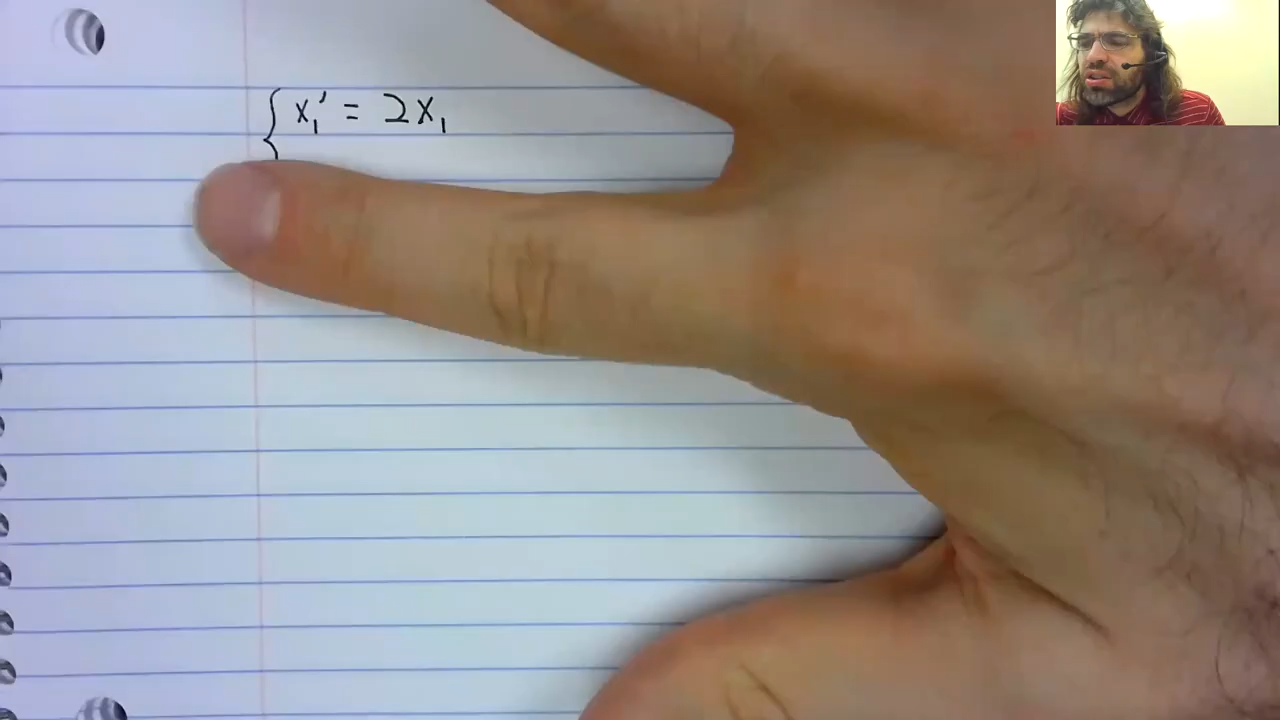 x₁' = 2x₁